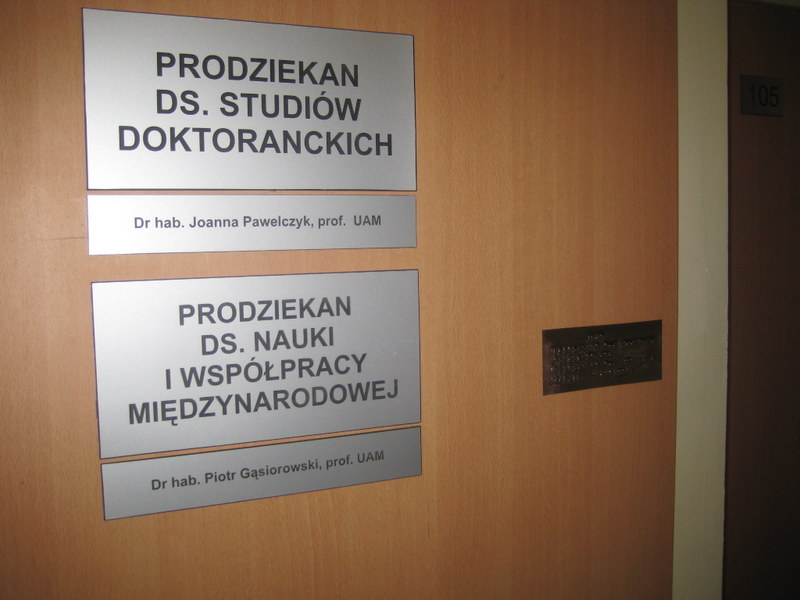 PRODZIEKAN
DS. STUDIÓW
DOKTORANCKICH
Dr hab. Joanna Pawelczyk, prof. UAM
PRODZIEKAN
DS. NAUKI
I WSPÓŁPRACY
MIĘDZYNARODOWEJ
Dr hab. Piotr Gąsiorowski, prof. UAM
105